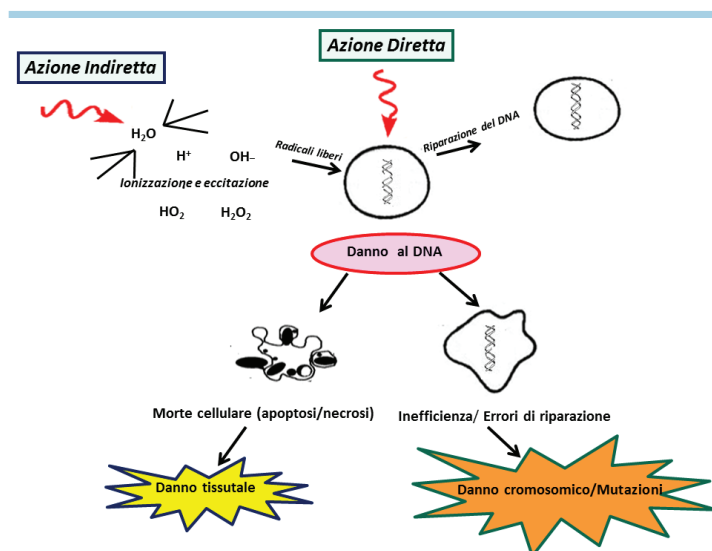 Azione Diretta
Azione Indiretta
H₂O
H⁺
OH–
Ionizzazione e eccitazione
HO₂
H₂O₂
Radicali liberi
Riparazione del DNA
Danno al DNA
Morte cellulare (apoptosi/necrosi)
Inefficienza/ Errori di riparazione
Danno tissutale
Danno cromosomico/Mutazioni